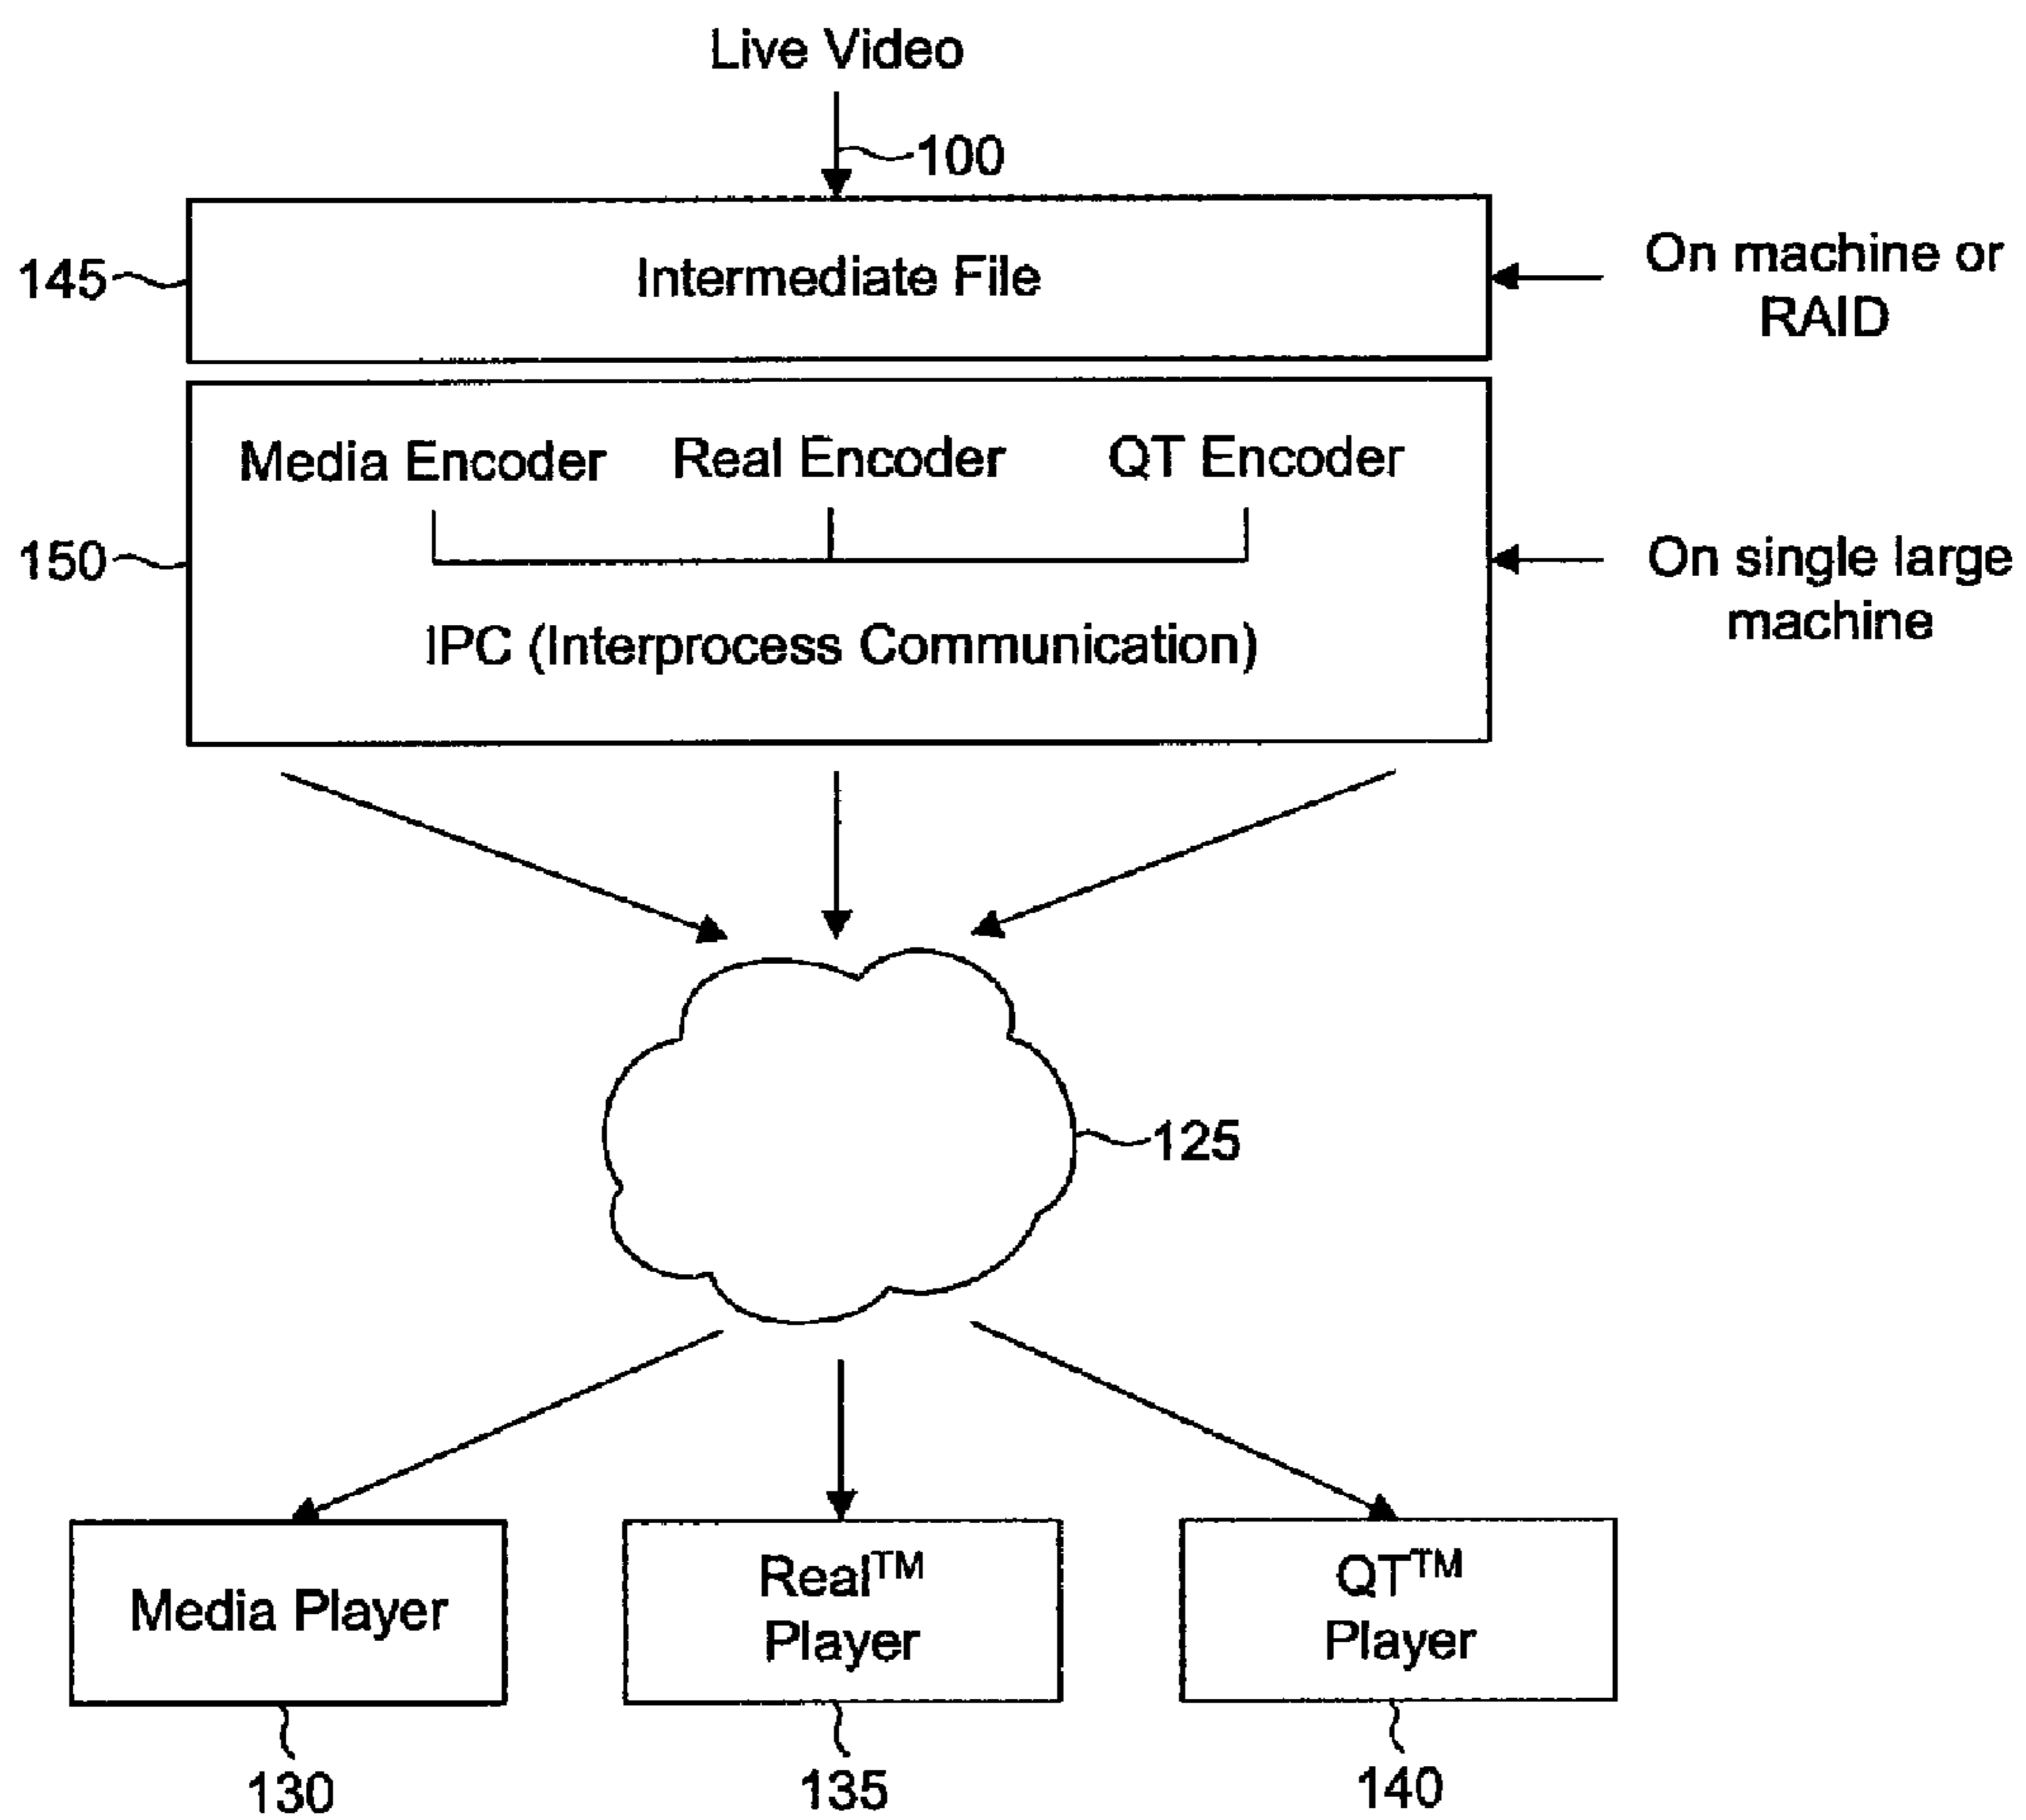 Live Video
100
145
Intermediate File
On machine or
RAID
Media Encoder
Real Encoder
QT Encoder
150
On single large
machine
IPC (Interprocess Communication)
125
Media Player
Real™
Player
QT™
Player
130
135
140